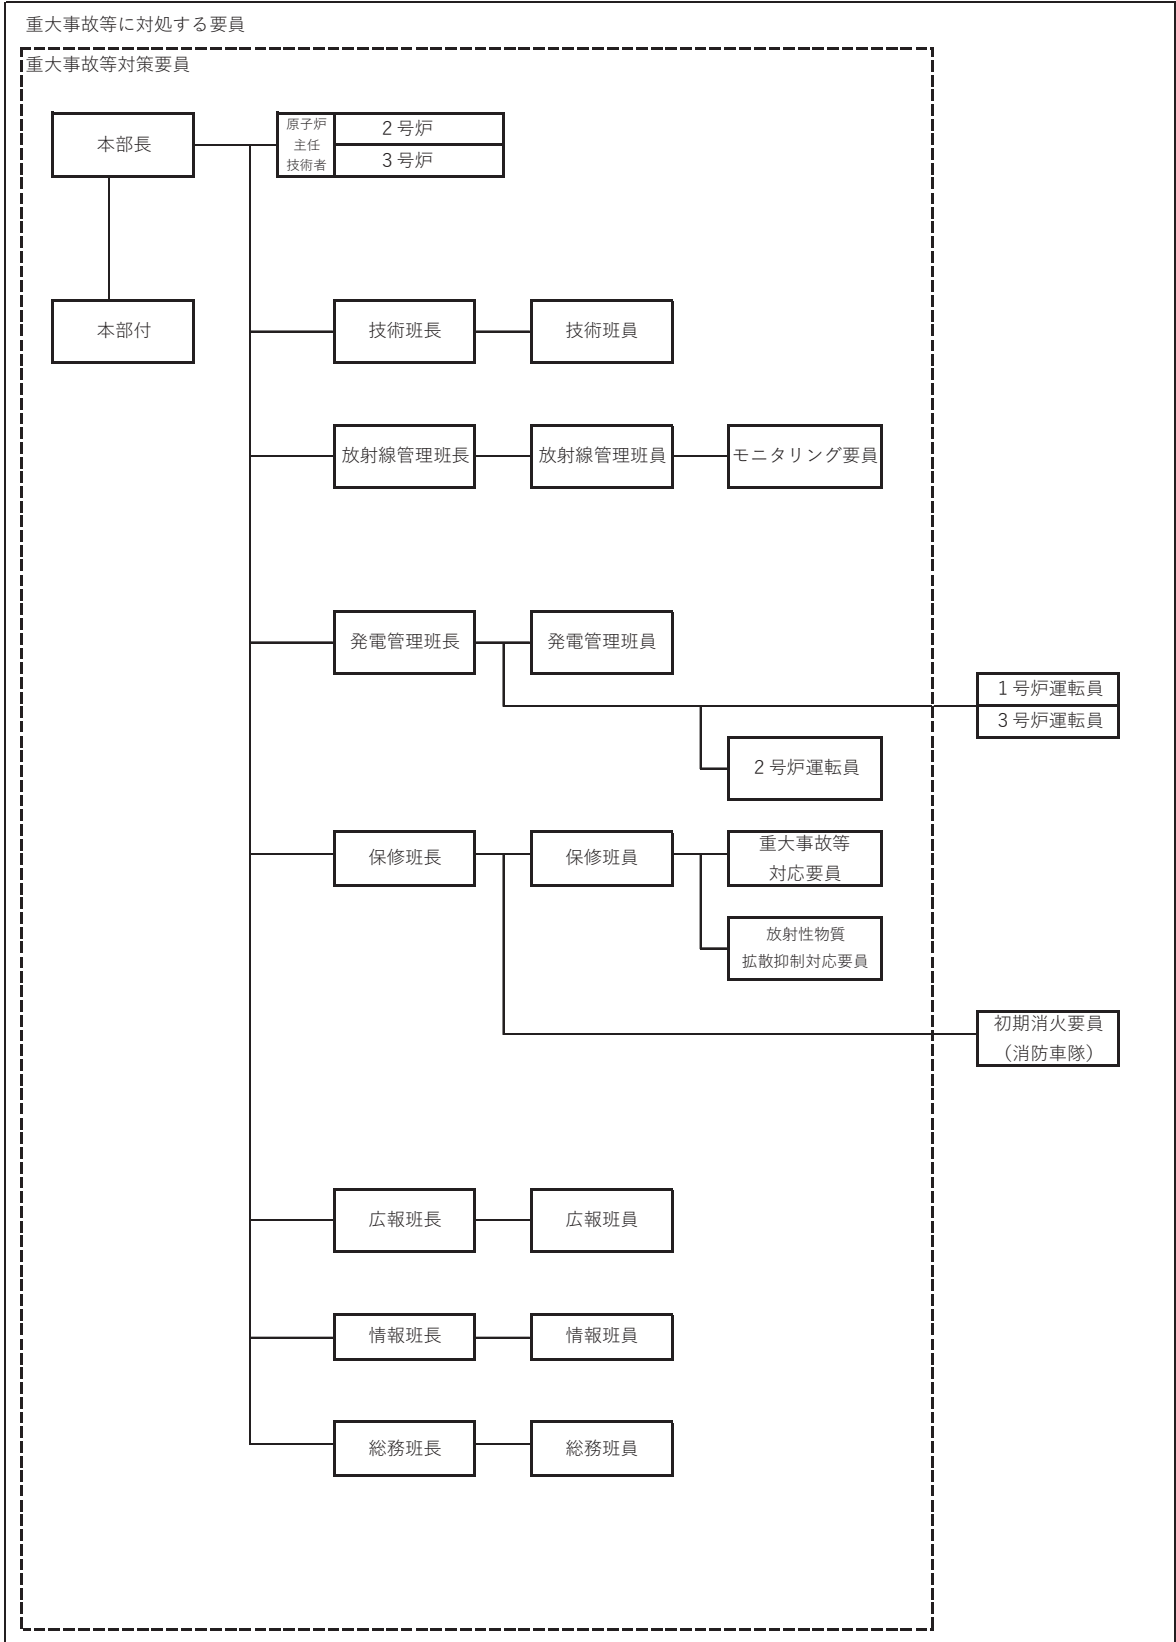 重大事故等に対処する要員
重大事故等対策要員
本部長
原子炉
主任
技術者
2号炉
3号炉
本部付
技術班長
技術班員
放射線管理班長
放射線管理班員
モニタリング要員
発電管理班長
発電管理班員
1号炉運転員
3号炉運転員
2号炉運転員
保修班長
保修班員
重大事故等
対応要員
放射性物質
拡散抑制対応要員
初期消火要員
（消防車隊）
広報班長
広報班員
情報班長
情報班員
総務班長
総務班員